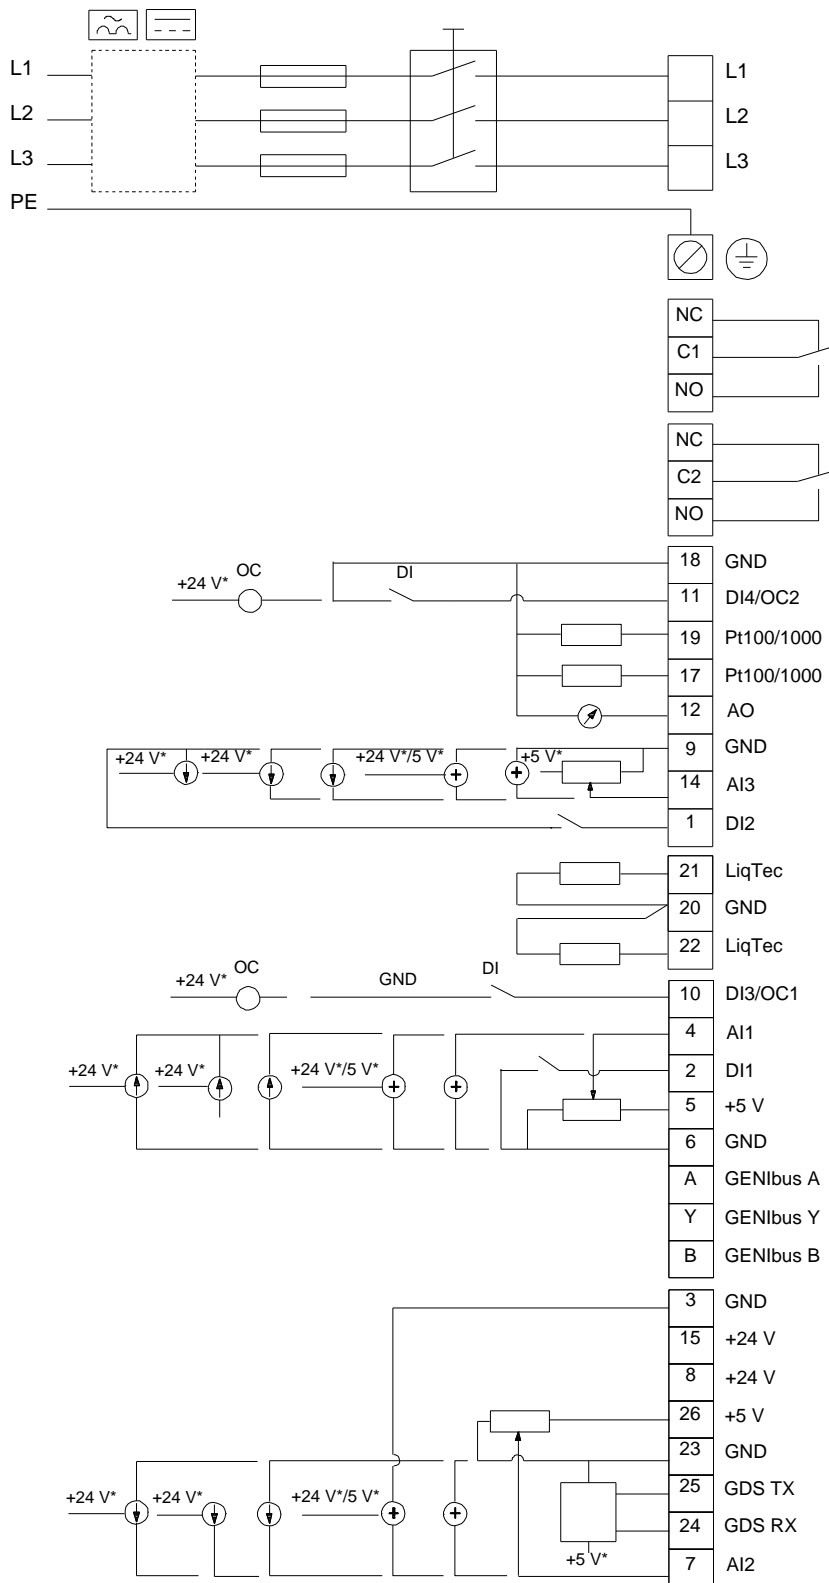 L1 L1
L2 L2
L3 L3
PE
NC
C1
NO
NC
C2
NO
+24 V* OC DI 18 GND
11 DI4/OC2
19 Pt100/1000
17 Pt100/1000
12 AO
+24 V* +24 V* +24 V*/5 V* +5 V* 9 GND
14 AI3
1 DI2
21 LiqTec
20 GND
22 LiqTec
+24 V* OC GND DI 10 DI3/OC1
4 AI1
+24 V* +24 V* +24 V*/5 V* 2 DI1
5 +5 V
6 GND
A GENIbus A
Y GENIbus Y
B GENIbus B
3 GND
15 +24 V
8 +24 V
26 +5 V
23 GND
+24 V* +24 V* +24 V*/5 V* 25 GDS TX
24 GDS RX
+5 V* 7 AI2